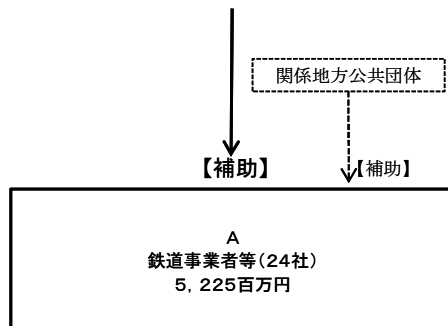 関係地方公共団体
【補助】
【補助】
A
鉄道事業者等(24社)
5,225百万円